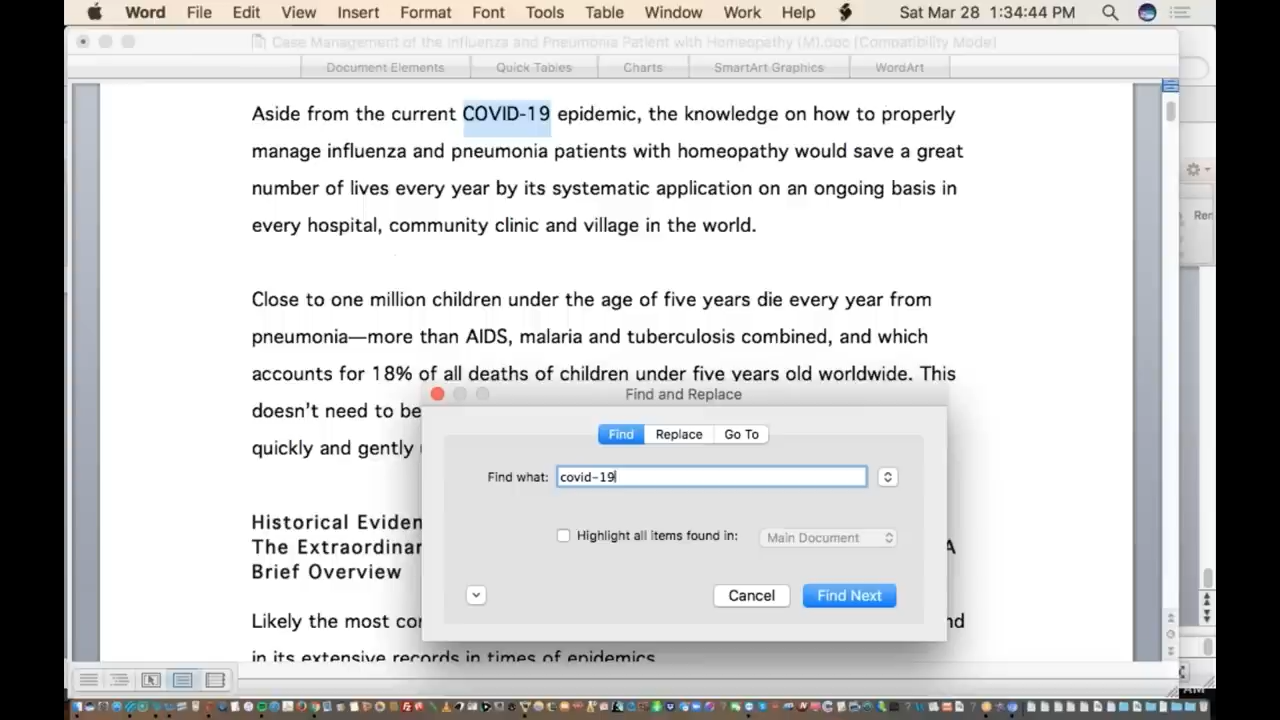 Word File Edit View Insert Format Font Tools Table Window Work Help Sat Mar 28 1:34:44 PM
Case Management of the Influenza and Pneumonia Patient with Homeopathy (M).doc [Compatibility Mode]
Document Elements Quick Tables Charts SmartArt Graphics WordArt
Aside from the current COVID-19 epidemic, the knowledge on how to properly
manage influenza and pneumonia patients with homeopathy would save a great
number of lives every year by its systematic application on an ongoing basis in
every hospital, community clinic and village in the world.
Close to one million children under the age of five years die every year from
pneumonia—more than AIDS, malaria and tuberculosis combined, and which
accounts for 18% of all deaths of children under five years old worldwide. This
doesn't need to be
quickly and gently
Find and Replace
Find Replace Go To
Find what: covid-19
Highlight all items found in: Main Document
Cancel Find Next
Historical Eviden
The Extraordinar A
Brief Overview
Likely the most cor nd
in its extensive records in times of epidemics
Ren
AM